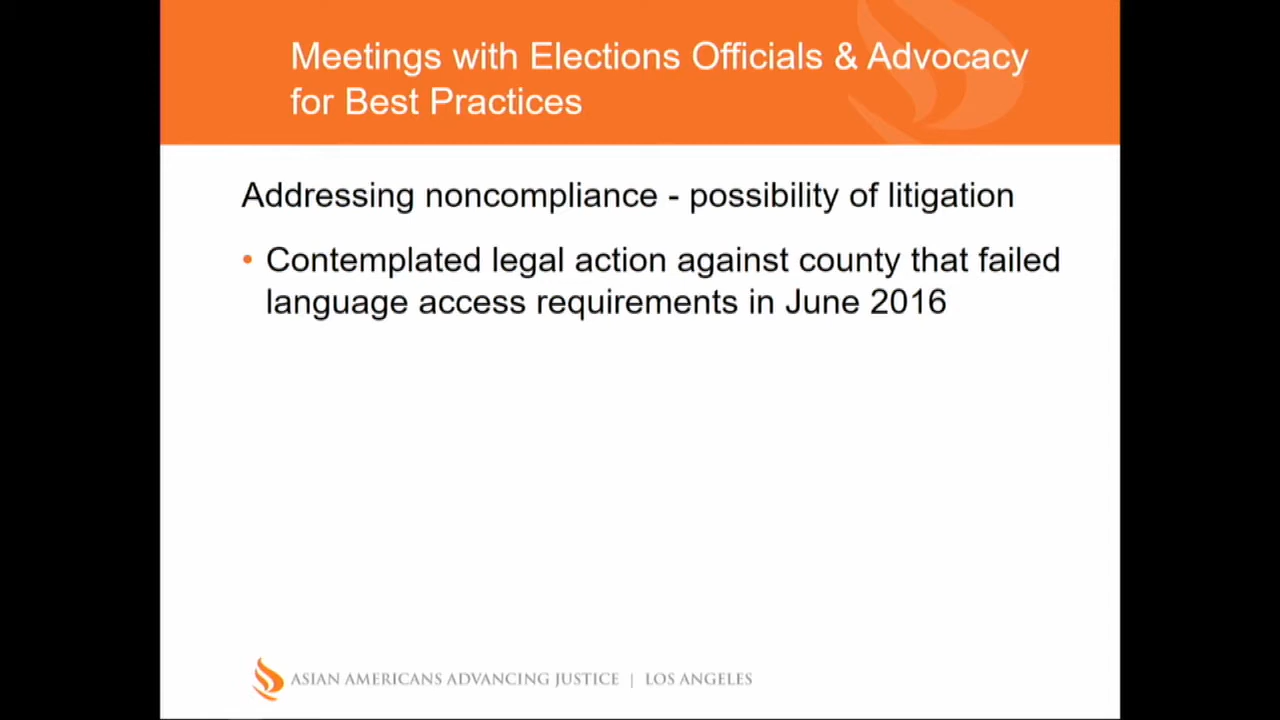 Meetings with Elections Officials & Advocacy
for Best Practices
Addressing noncompliance - possibility of litigation
• Contemplated legal action against county that failed
language access requirements in June 2016
ASIAN AMERICANS ADVANCING JUSTICE | LOS ANGELES